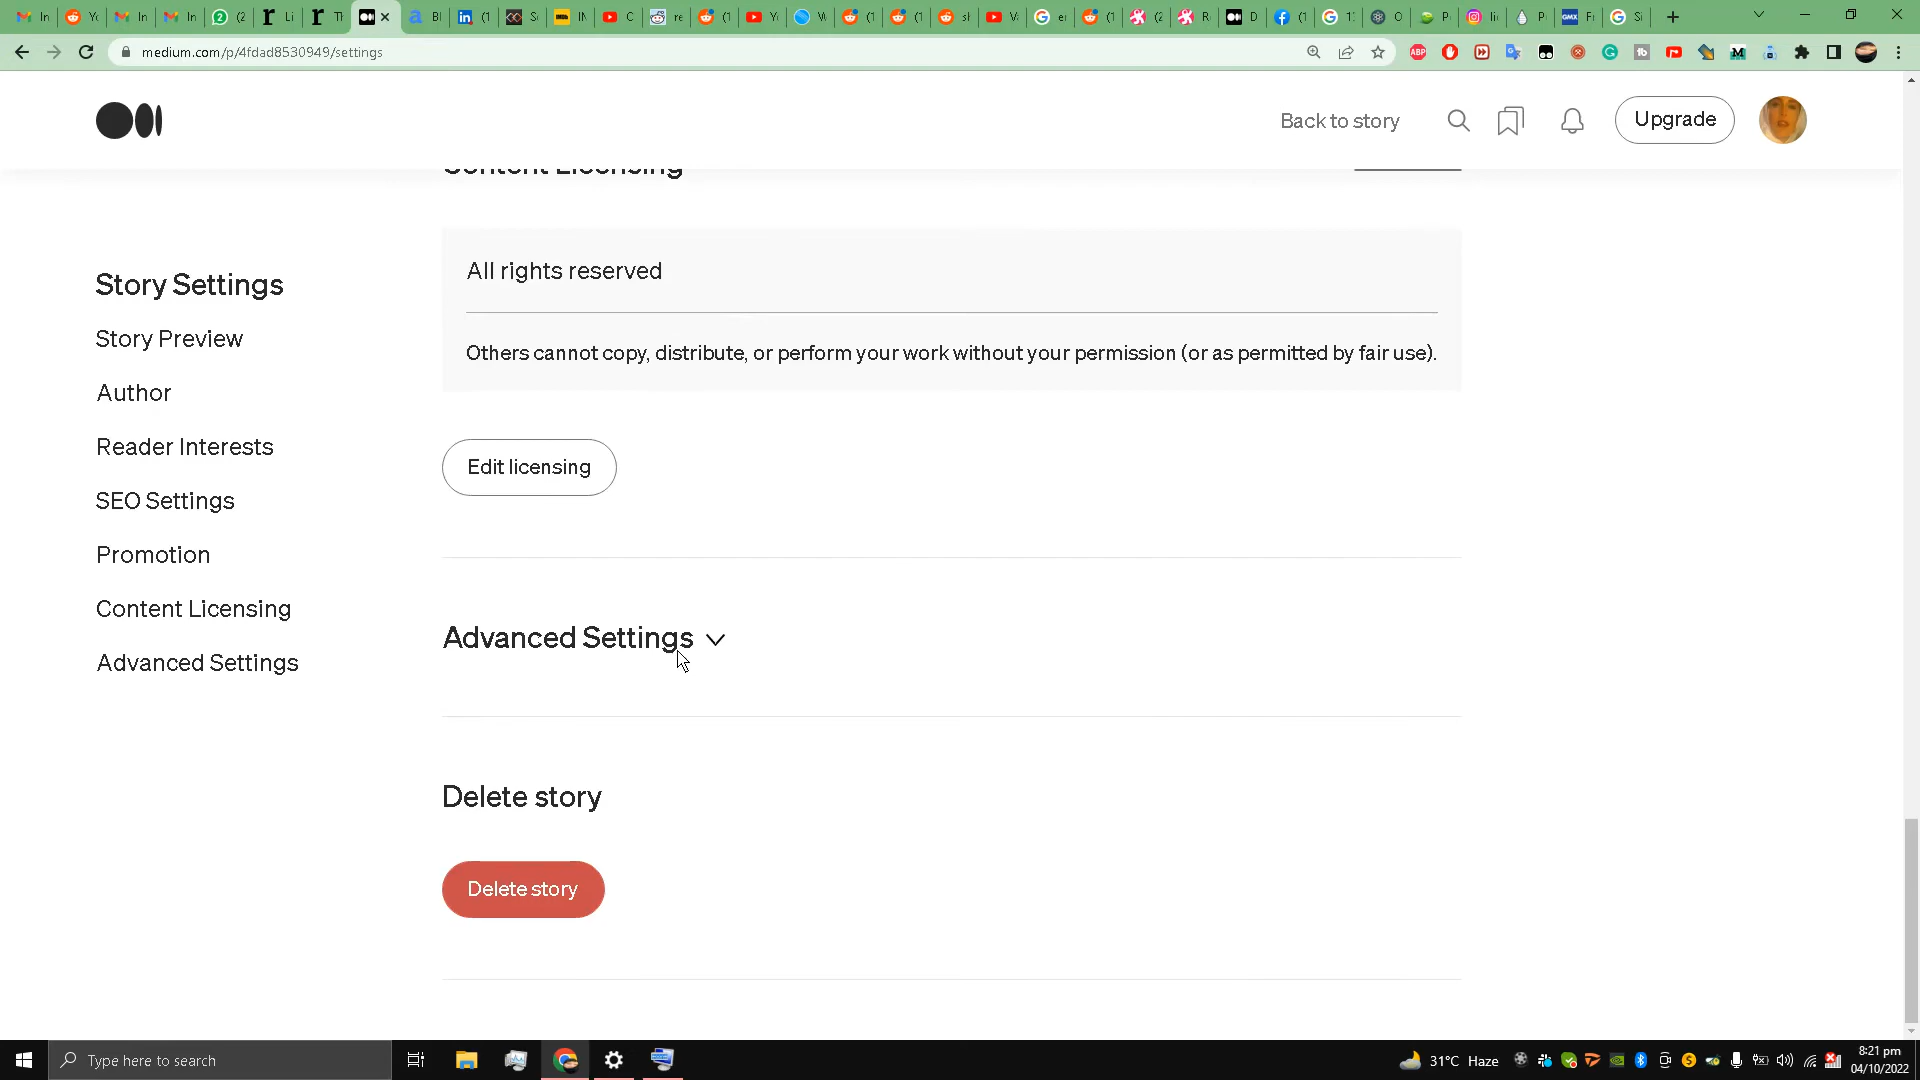 medium.com/p/4fdad8530949/settings
Back to story
Upgrade
Content Licensing
All rights reserved
Others cannot copy, distribute, or perform your work without your permission (or as permitted by fair use).
Edit licensing
Story Settings
Story Preview
Author
Reader Interests
SEO Settings
Promotion
Content Licensing
Advanced Settings
Advanced Settings
Delete story
Delete story
Type here to search
31°C Haze
8:21 pm
04/10/2022